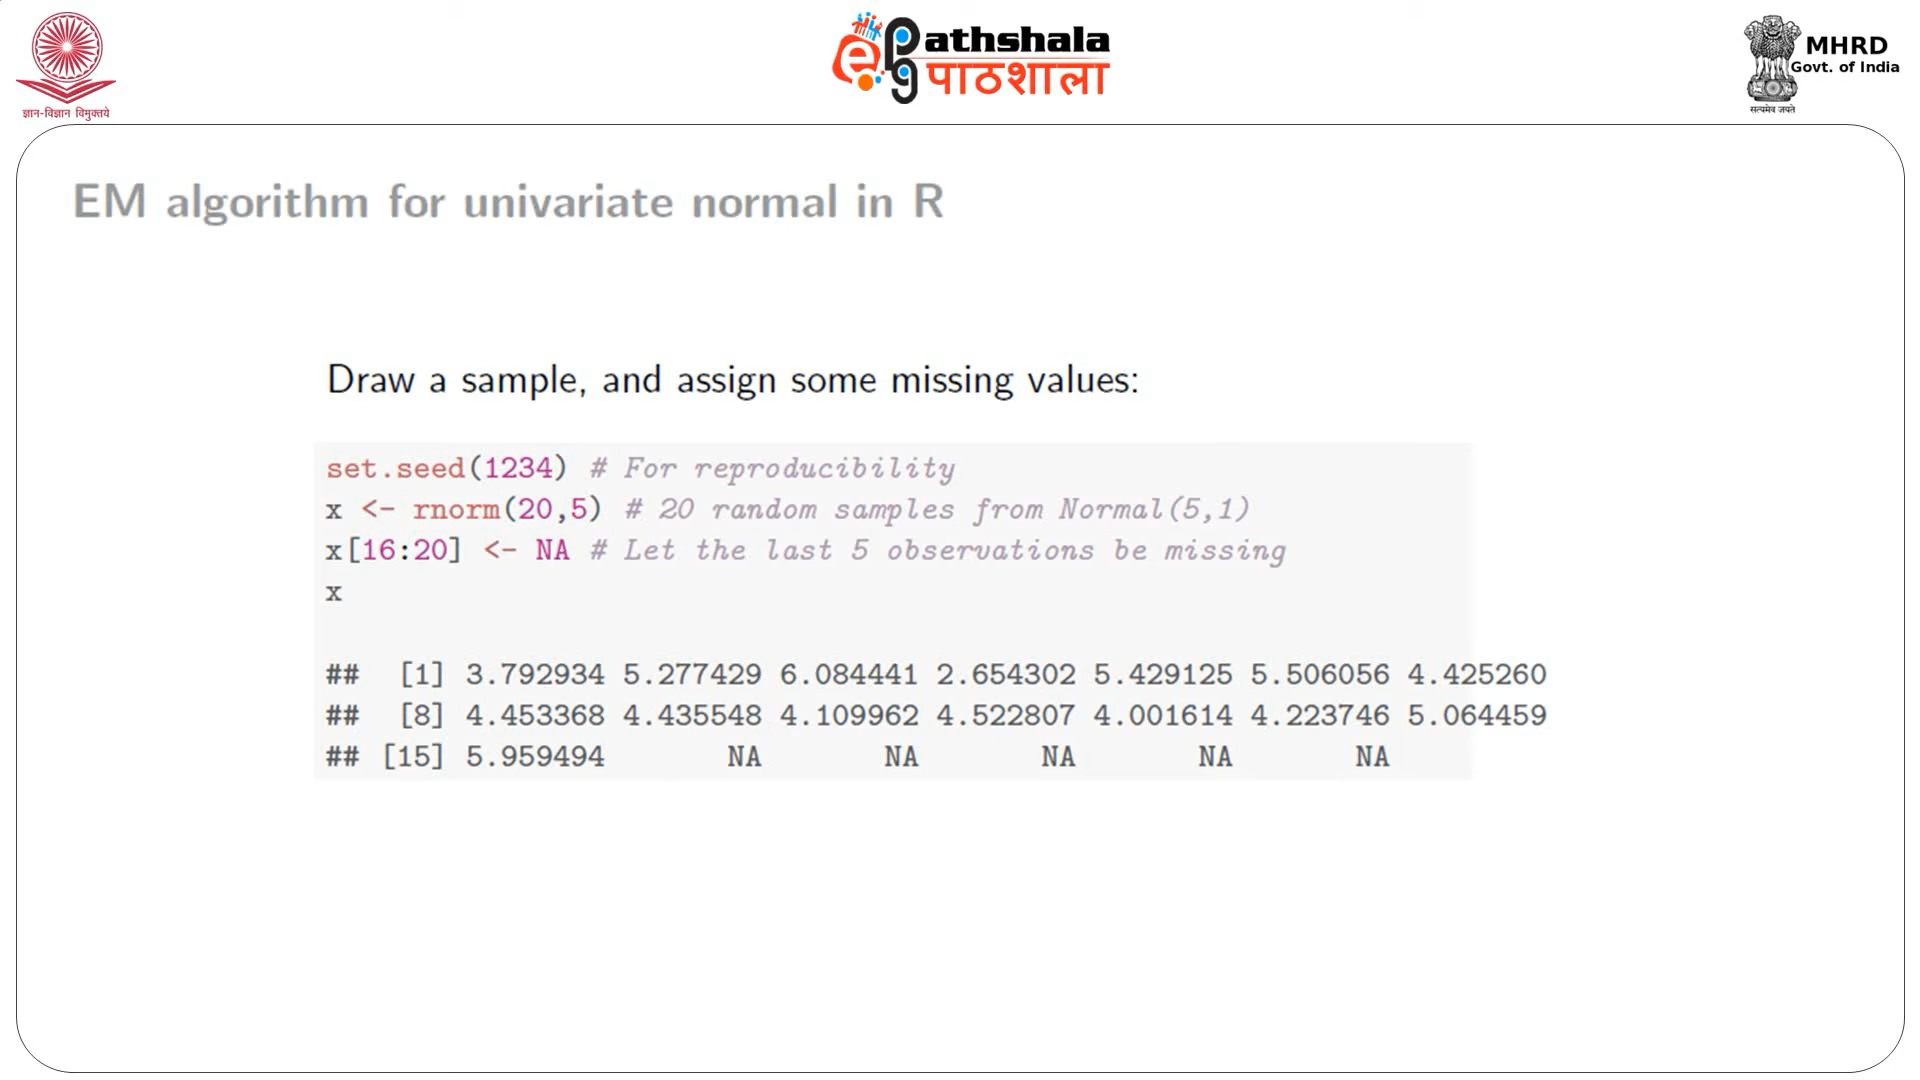 ज्ञान-विज्ञान विमुक्तये
ePathshala
पाठशाला
MHRD
Govt. of India
सत्यमेव जयते
EM algorithm for univariate normal in R
Draw a sample, and assign some missing values:
set.seed(1234) # For reproducibility
x <- rnorm(20,5) # 20 random samples from Normal(5,1)
x[16:20] <- NA # Let the last 5 observations be missing
x
## [1] 3.792934 5.277429 6.084441 2.654302 5.429125 5.506056 4.425260
## [8] 4.453368 4.435548 4.109962 4.522807 4.001614 4.223746 5.064459
## [15] 5.959494 NA NA NA NA NA